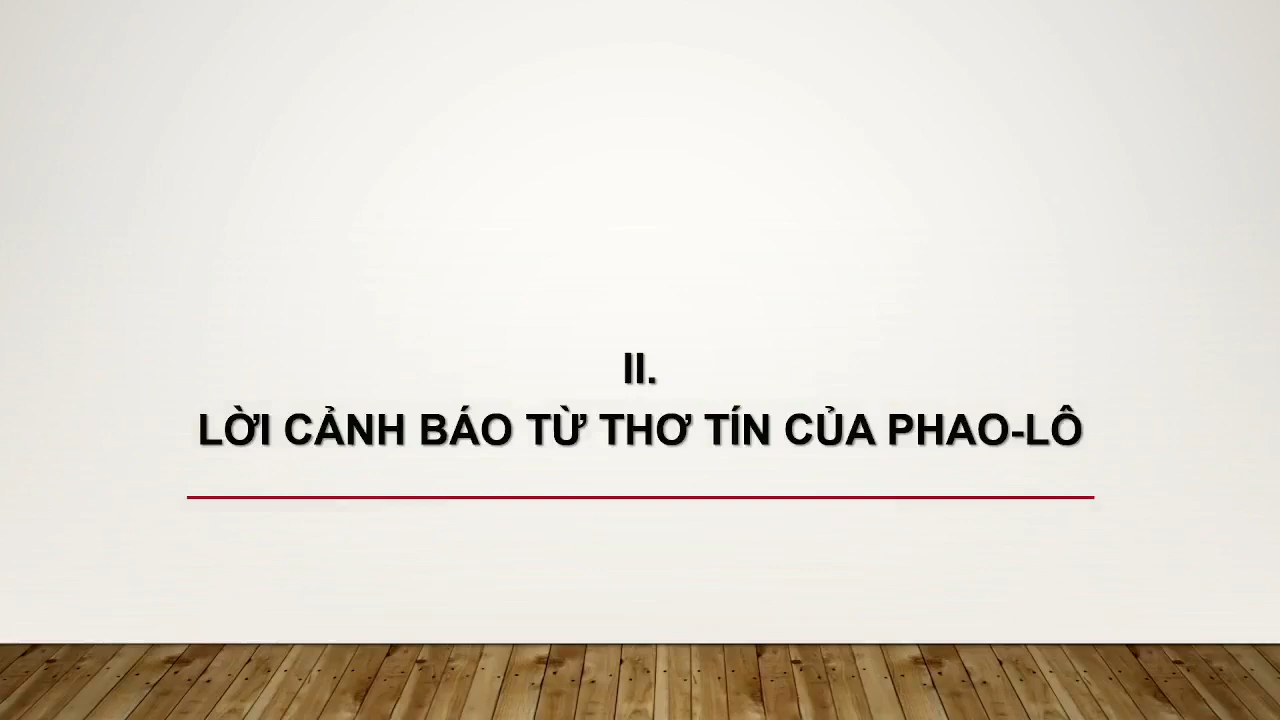 II.
LỜI CẢNH BÁO TỪ THƠ TÍN CỦA PHAO-LÔ